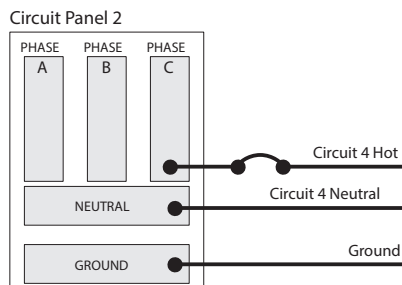 Circuit Panel 2
PHASE PHASE PHASE
A B C
Circuit 4 Hot
Circuit 4 Neutral
NEUTRAL
Ground
GROUND